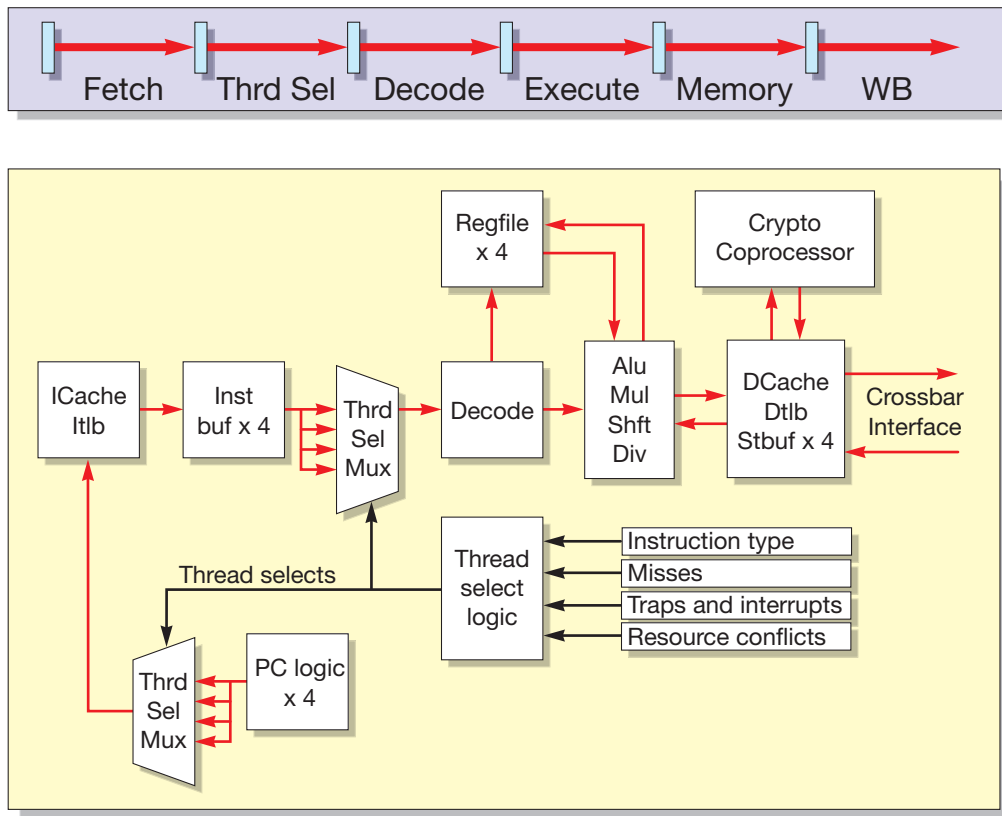 Fetch Thrd Sel Decode Execute Memory WB
Regfile
x 4
Crypto
Coprocessor
ICache
Itlb
Inst
buf x 4
Thrd
Sel
Mux
Decode
Alu
Mul
Shft
Div
DCache
Dtlb
Stbuf x 4
Crossbar
Interface
Thread selects
Thread
select
logic
Instruction type
Misses
Traps and interrupts
Resource conflicts
Thrd
Sel
Mux
PC logic
x 4